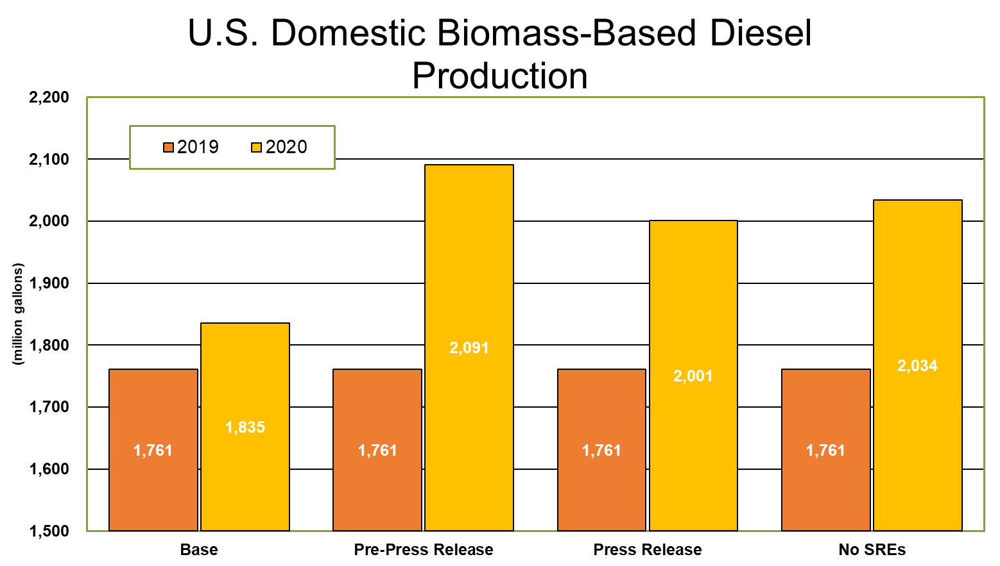 U.S. Domestic Biomass-Based Diesel
Production
2,200
2,100
2,000
1,900
1,800
1,700
1,600
1,500
(million gallons)
2019 2020
1,761 1,835 1,761 2,091 1,761 2,001 1,761 2,034
Base Pre-Press Release Press Release No SREs